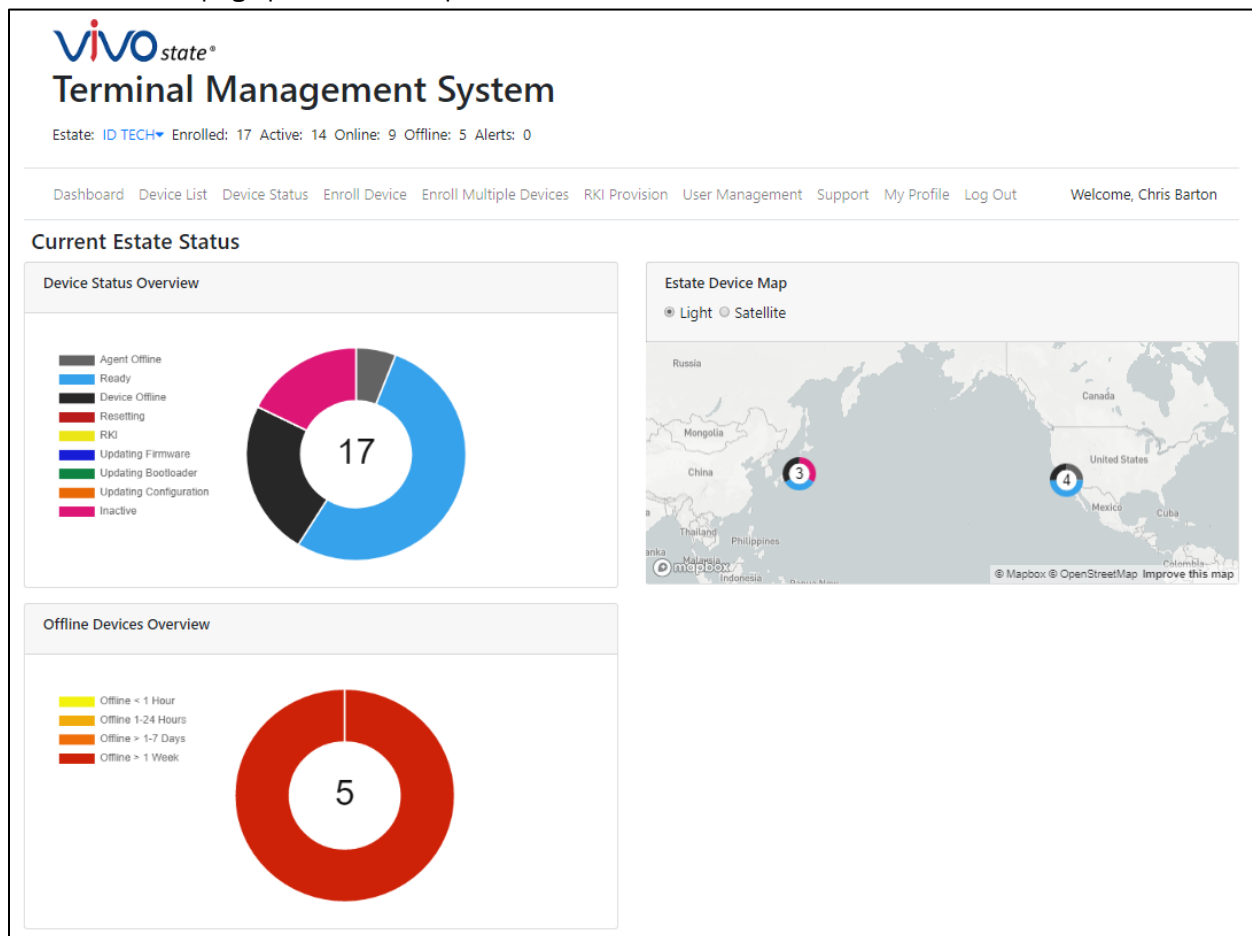 ViVOstate®
Terminal Management System
Estate: ID TECH Enrolled: 17 Active: 14 Online: 9 Offline: 5 Alerts: 0
Dashboard Device List Device Status Enroll Device Enroll Multiple Devices RKI Provision User Management Support My Profile Log Out Welcome, Chris Barton
Current Estate Status
Device Status Overview
Agent Offline
Ready
Device Offline
Resetting
RKI
Updating Firmware
Updating Bootloader
Updating Configuration
Inactive
17
Estate Device Map
Light Satellite
Russia
Canada
Mongolia
United States
China
3
4
Mexico
Cuba
Thailand
Philippines
anka
Malaysia
Colombia
mapbox
Indonesia
© Mapbox © OpenStreetMap Improve this map
Offline Devices Overview
Offline < 1 Hour
Offline 1-24 Hours
Offline > 1-7 Days
Offline > 1 Week
5